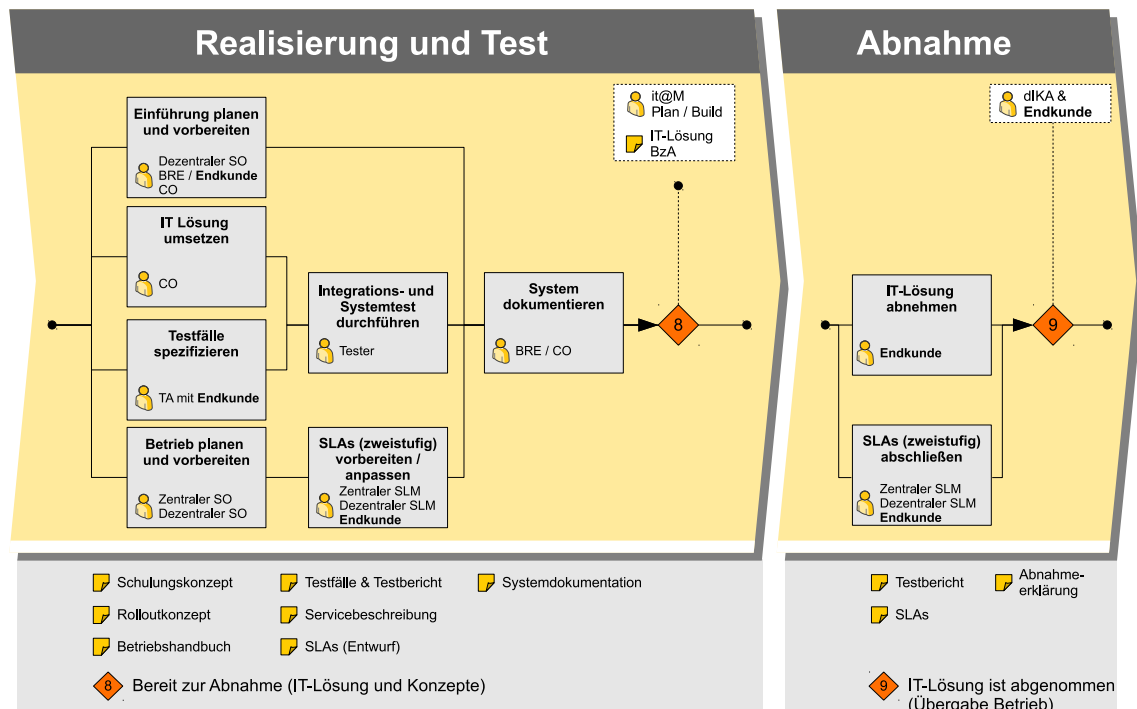 Realisierung und Test
Einführung planen
und vorbereiten
Dezentraler SO
BRE / Endkunde
CO
IT Lösung
umsetzen
CO
Testfälle
spezifizieren
TA mit Endkunde
Betrieb planen
und vorbereiten
Zentraler SO
Dezentraler SO
Integrations- und
Systemtest
durchführen
Tester
SLAs (zweistufig)
vorbereiten /
anpassen
Zentraler SLM
Dezentraler SLM
Endkunde
System
dokumentieren
BRE / CO
it@M
Plan / Build
IT-Lösung
BzA
8
Schulungskonzept
Rolloutkonzept
Betriebshandbuch
Testfälle & Testbericht
Servicebeschreibung
SLAs (Entwurf)
Systemdokumentation
8 Bereit zur Abnahme (IT-Lösung und Konzepte)
Abnahme
dIKA &
Endkunde
IT-Lösung
abnehmen
Endkunde
SLAs (zweistufig)
abschließen
Zentraler SLM
Dezentraler SLM
Endkunde
9
Testbericht
SLAs
Abnahme-
erklärung
9 IT-Lösung ist abgenommen
(Übergabe Betrieb)